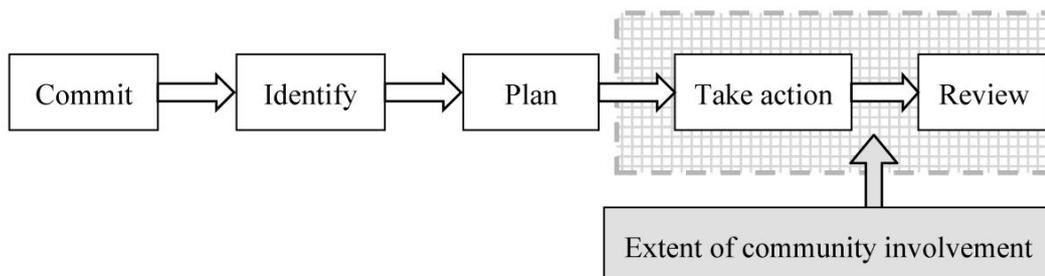 Commit
Identify
Plan
Take action
Review
Extent of community involvement